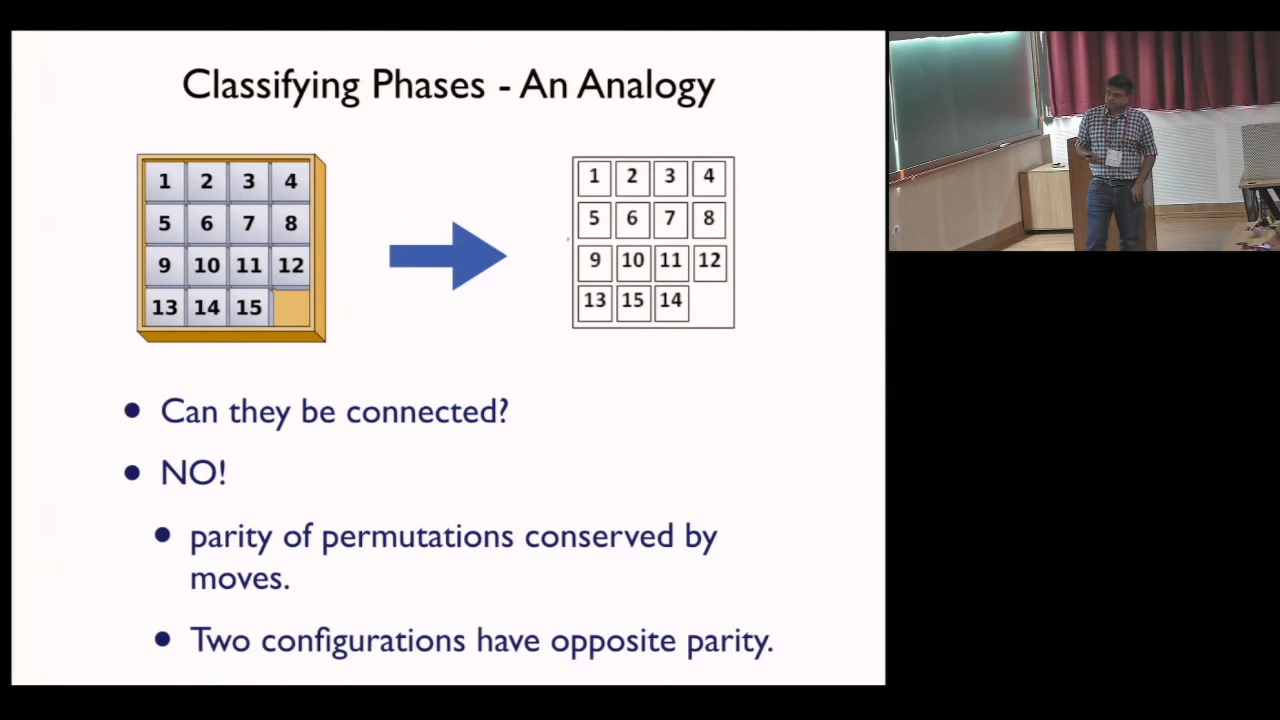 Classifying Phases - An Analogy
1 2 3 4
5 6 7 8
9 10 11 12
13 14 15
1 2 3 4
5 6 7 8
9 10 11 12
13 15 14
• Can they be connected?
• NO!
• parity of permutations conserved by
moves.
• Two configurations have opposite parity.